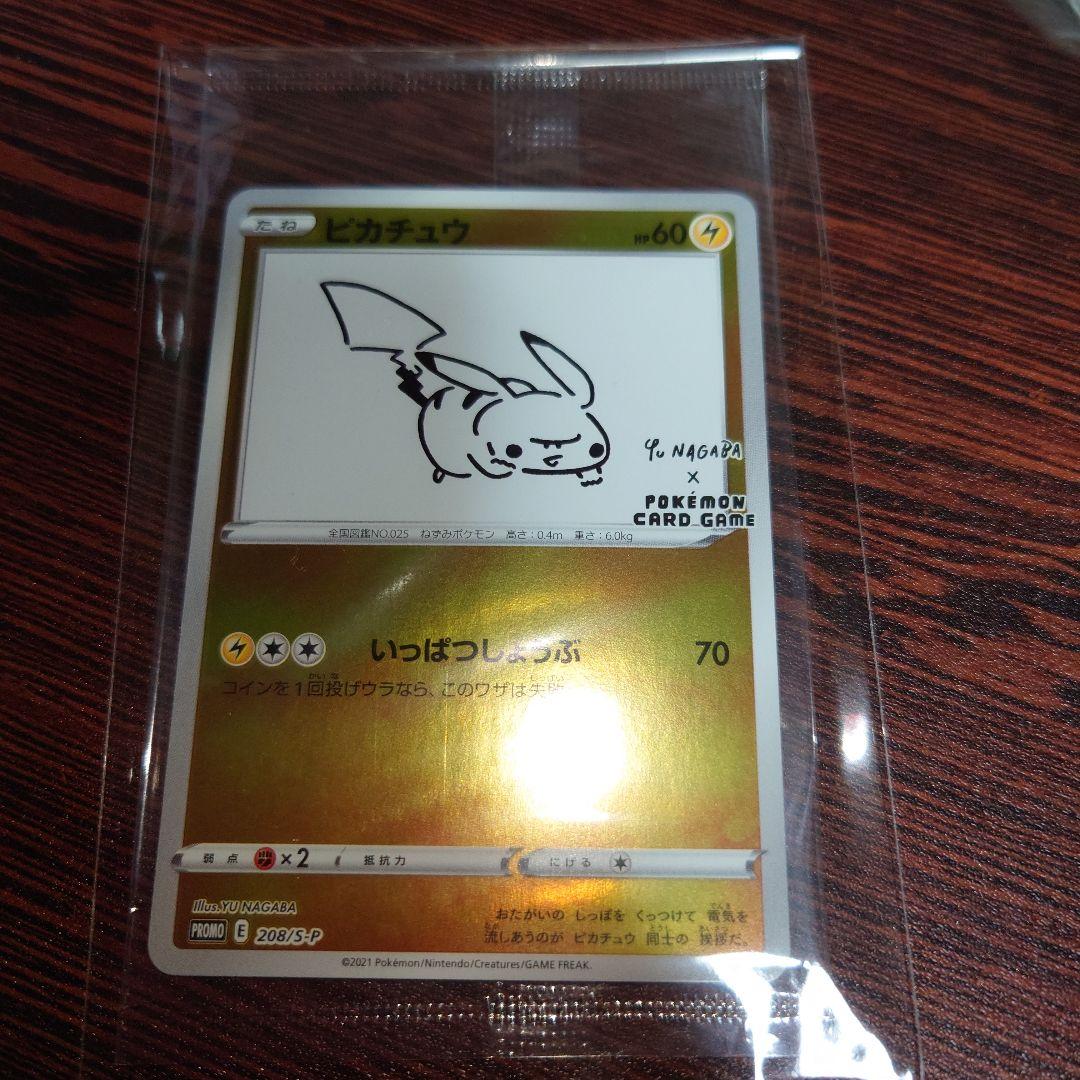 たね ピカチュウ HP60
YU NAGABA
×
POKÉMON
CARD GAME
全国図鑑NO.025 ねずみポケモン 高さ:0.4m 重さ:6.0kg
いっぱつしょうぶ 70
コインを1回投げウラなら、このワザは失敗
弱点 ×2 抵抗力 にげる
Illus. YU NAGABA
PROMO E 208/S-P
おたがいの しっぽを くっつけて 電気を
流しあうのが ピカチュウ 同士の 挨拶だ。
©2021 Pokémon/Nintendo/Creatures/GAME FREAK.